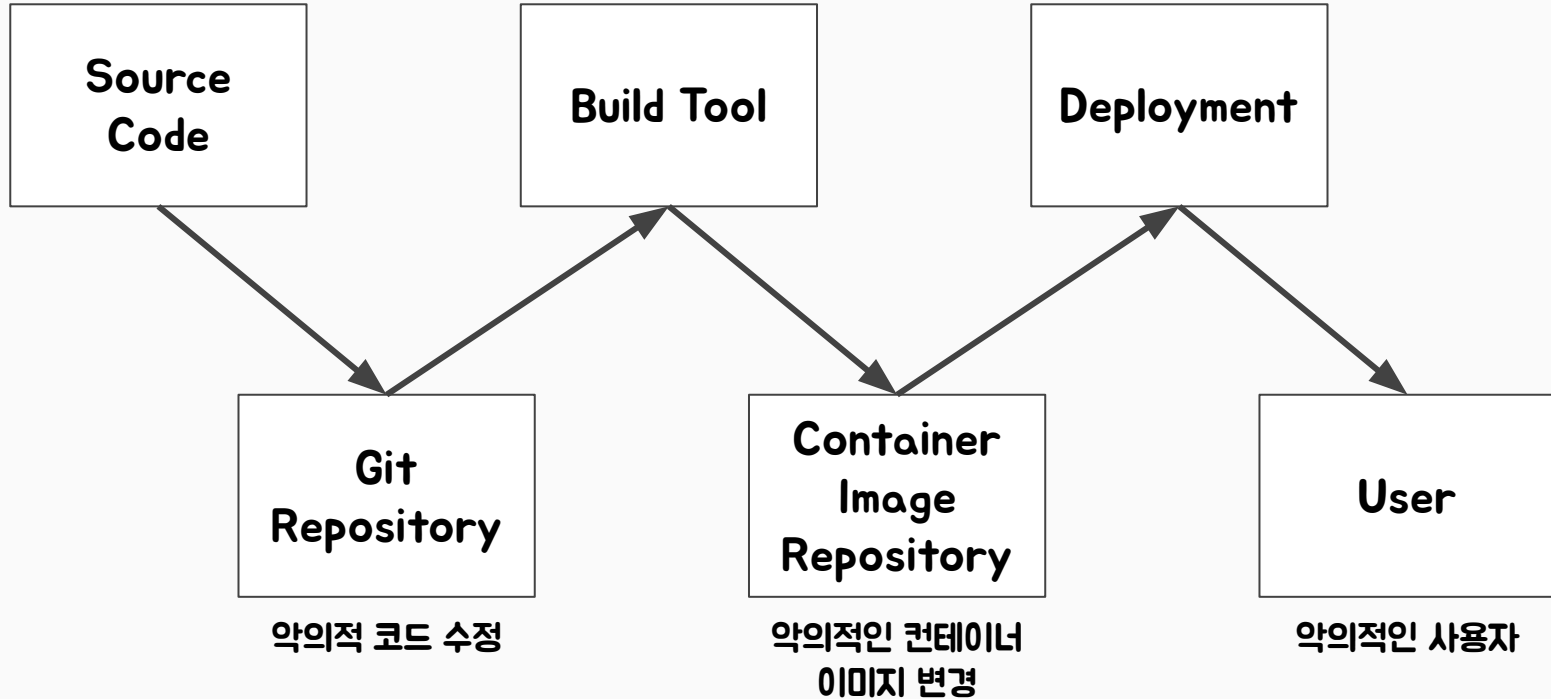 Source
Code
Build Tool
Deployment
Git
Repository
Container
Image
Repository
User
악의적 코드 수정
악의적인 컨테이너
이미지 변경
악의적인 사용자